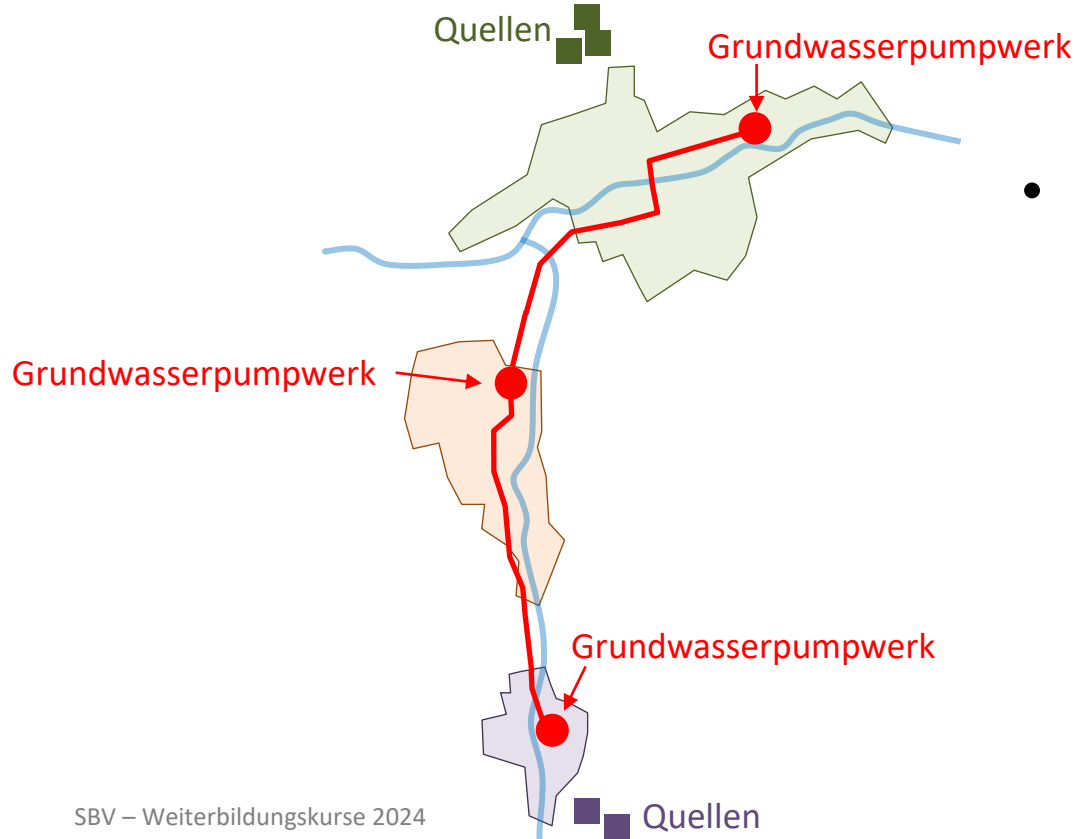 Quellen
Grundwasserpumpwerk
Grundwasserpumpwerk
Grundwasserpumpwerk
SBV – Weiterbildungskurse 2024
Quellen